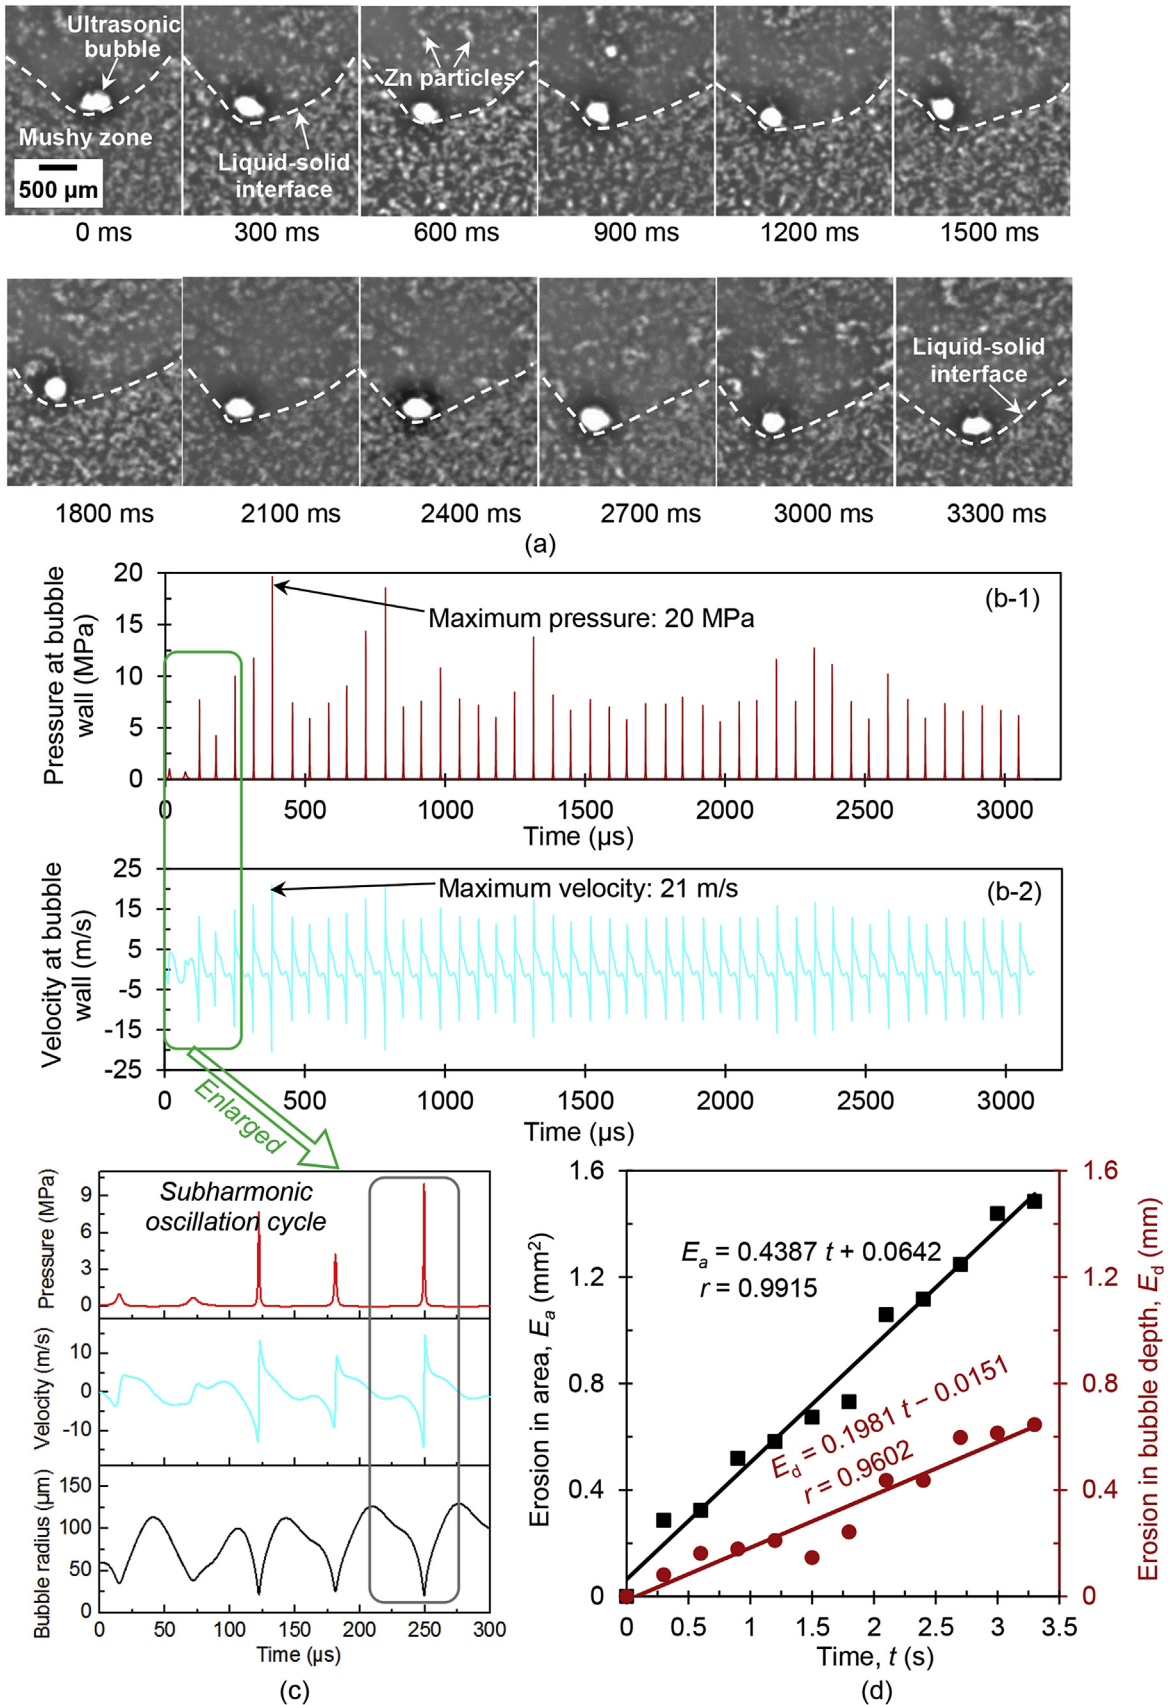 Ultrasonic
bubble
Mushy zone
500 µm
Liquid-solid
interface
Zn particles
0 ms
300 ms
600 ms
900 ms
1200 ms
1500 ms
Liquid-solid
interface
1800 ms
2100 ms
2400 ms
2700 ms
3000 ms
3300 ms
(a)
Pressure at bubble
wall (MPa)
20
15
10
5
0
Maximum pressure: 20 MPa
(b-1)
0
500
1000
1500
2000
2500
3000
Time (µs)
Velocity at bubble
wall (m/s)
25
15
5
-5
-15
-25
Maximum velocity: 21 m/s
(b-2)
0
500
1000
1500
2000
2500
3000
Time (µs)
Enlarged
Pressure (MPa)
9
6
3
0
Subharmonic
oscillation cycle
Velocity (m/s)
10
0
-10
Bubble radius (µm)
150
100
50
0
0
50
100
150
200
250
300
Time (µs)
(c)
Erosion in area, Ea (mm²)
1.6
1.2
0.8
0.4
0
Ea = 0.4387 t + 0.0642
r = 0.9915
Ed = 0.1981 t − 0.0151
r = 0.9602
1.6
1.2
0.8
0.4
0
Erosion in bubble depth, Ed (mm)
0
0.5
1
1.5
2
2.5
3
3.5
Time, t (s)
(d)